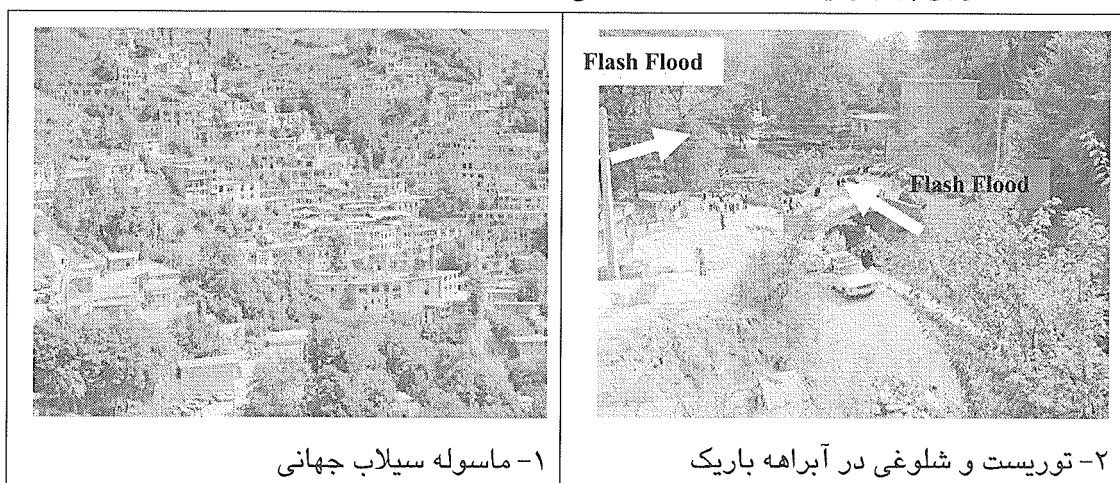 Flash Flood
Flash Flood
۲- توریست و شلوغی در آبراهه باریک
۱- ماسوله سیلاب جهانی